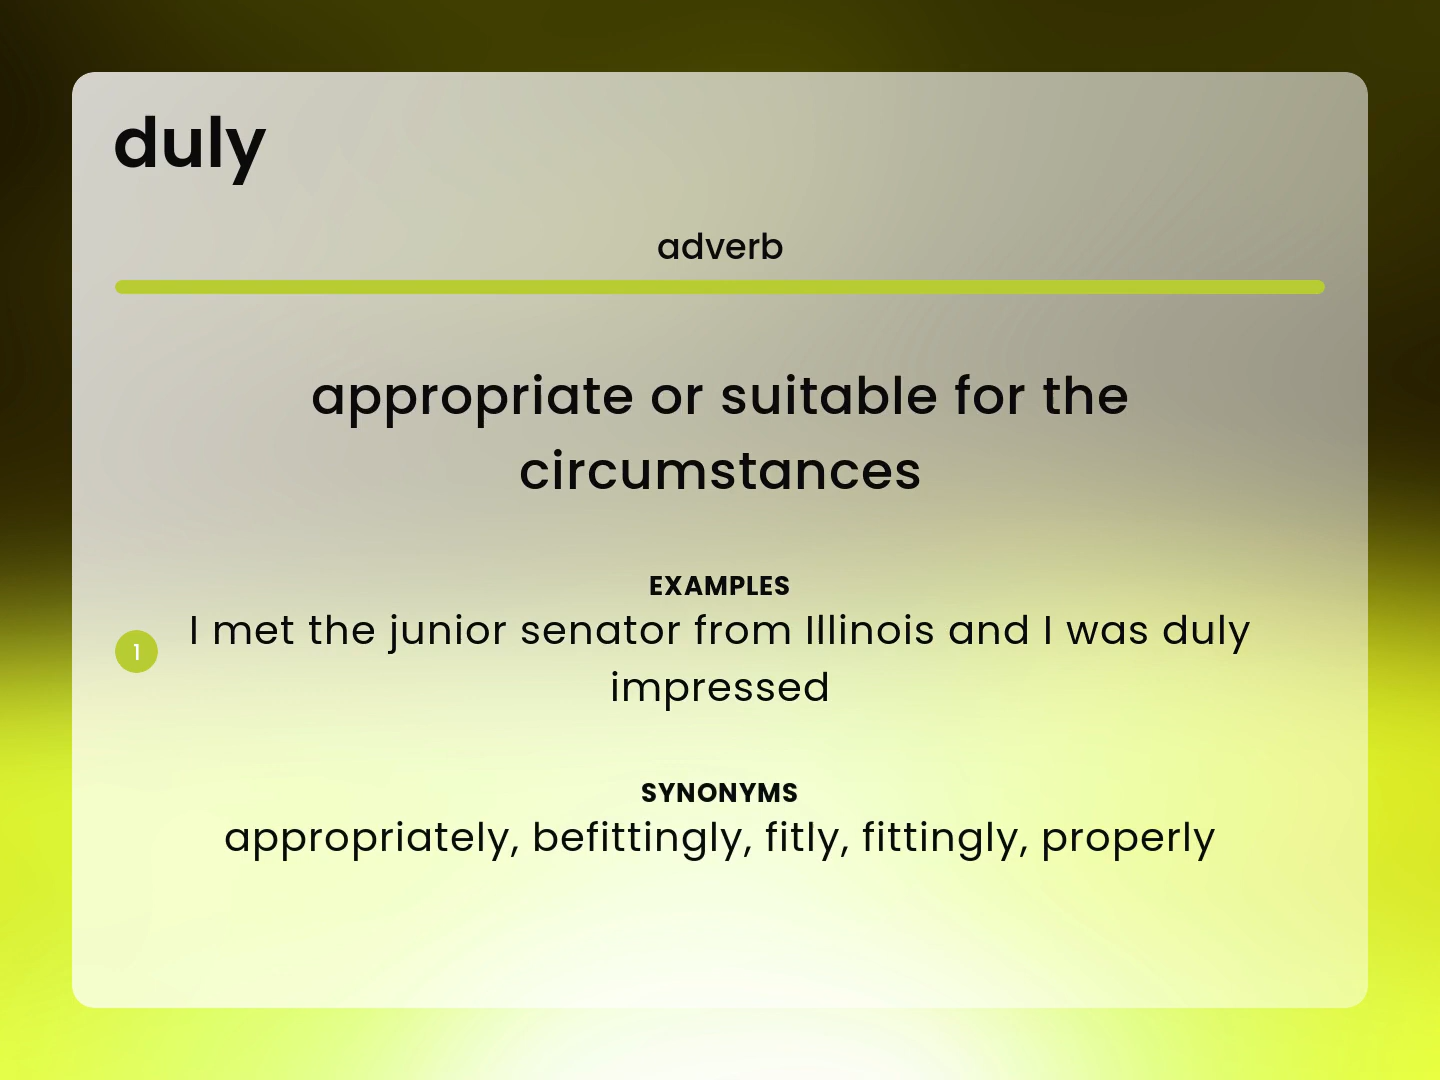 duly
adverb
appropriate or suitable for the
circumstances
EXAMPLES
1 I met the junior senator from Illinois and I was duly
impressed
SYNONYMS
appropriately, befittingly, fitly, fittingly, properly